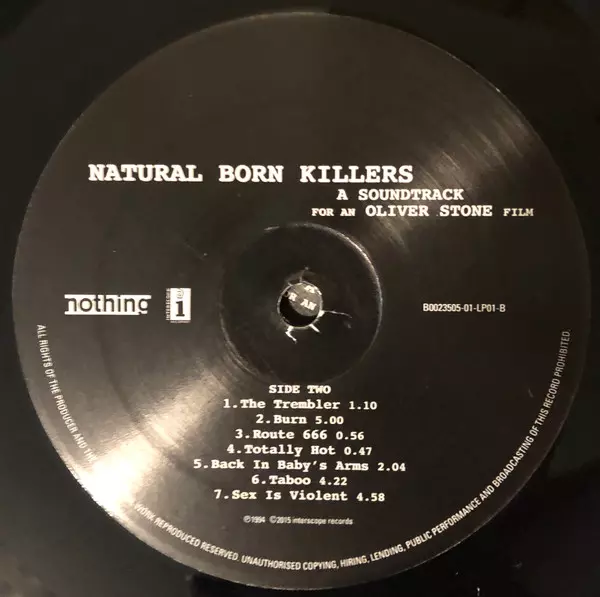 NATURAL BORN KILLERS
A SOUNDTRACK
FOR AN OLIVER STONE FILM
nothing
1
B0023505-01-LP01-B
SIDE TWO
1.The Trembler 1.10
2.Burn 5.00
3.Route 666 0.56
4.Totally Hot 0.47
5.Back In Baby's Arms 2.04
6.Taboo 4.22
7.Sex Is Violent 4.58
℗1994 ©2015 interscope records
ALL RIGHTS OF THE PRODUCER AND THE WORK REPRODUCED RESERVED. UNAUTHORISED COPYING, HIRING, LENDING, PUBLIC PERFORMANCE AND BROADCASTING OF THIS RECORD PROHIBITED.